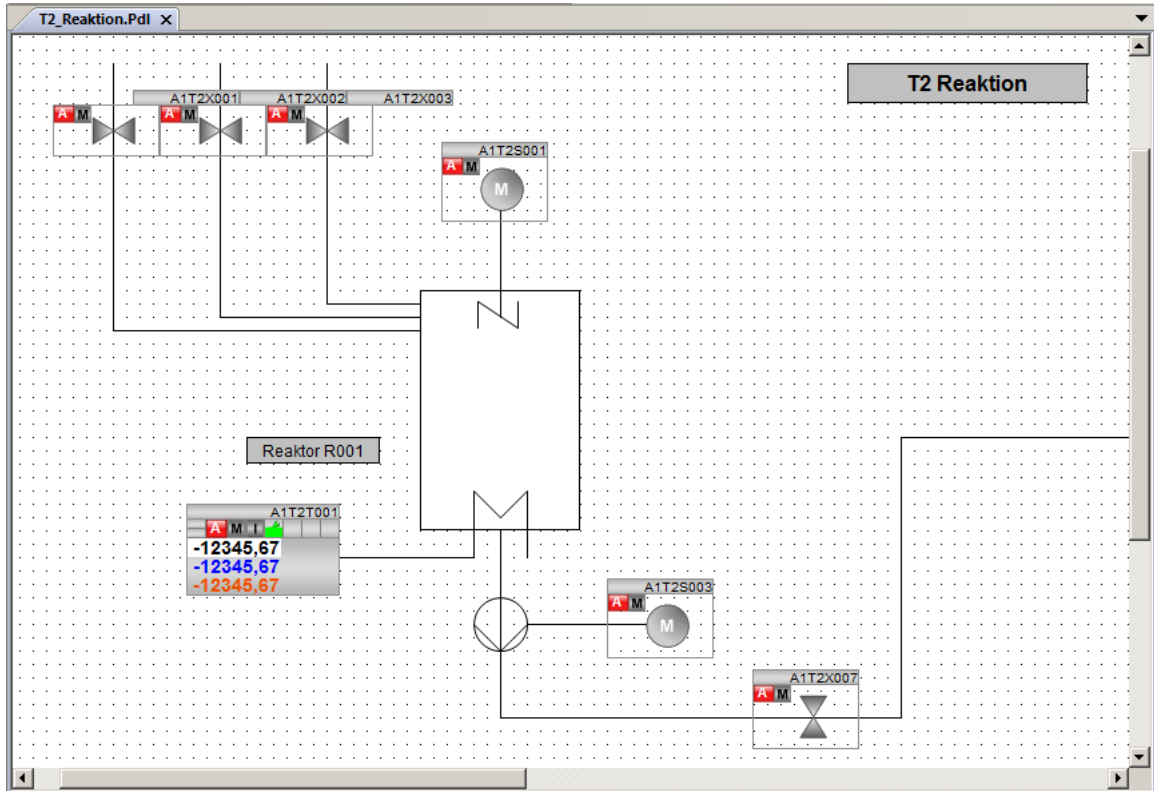 T2_Reaktion.Pdl
T2 Reaktion
A1T2X001 A1T2X002 A1T2X003
A M A M A M
A1T2S001
A M
M
Reaktor R001
A1T2T001
A M I
-12345,67
-12345,67
-12345,67
A1T2S003
A M
M
A1T2X007
A M